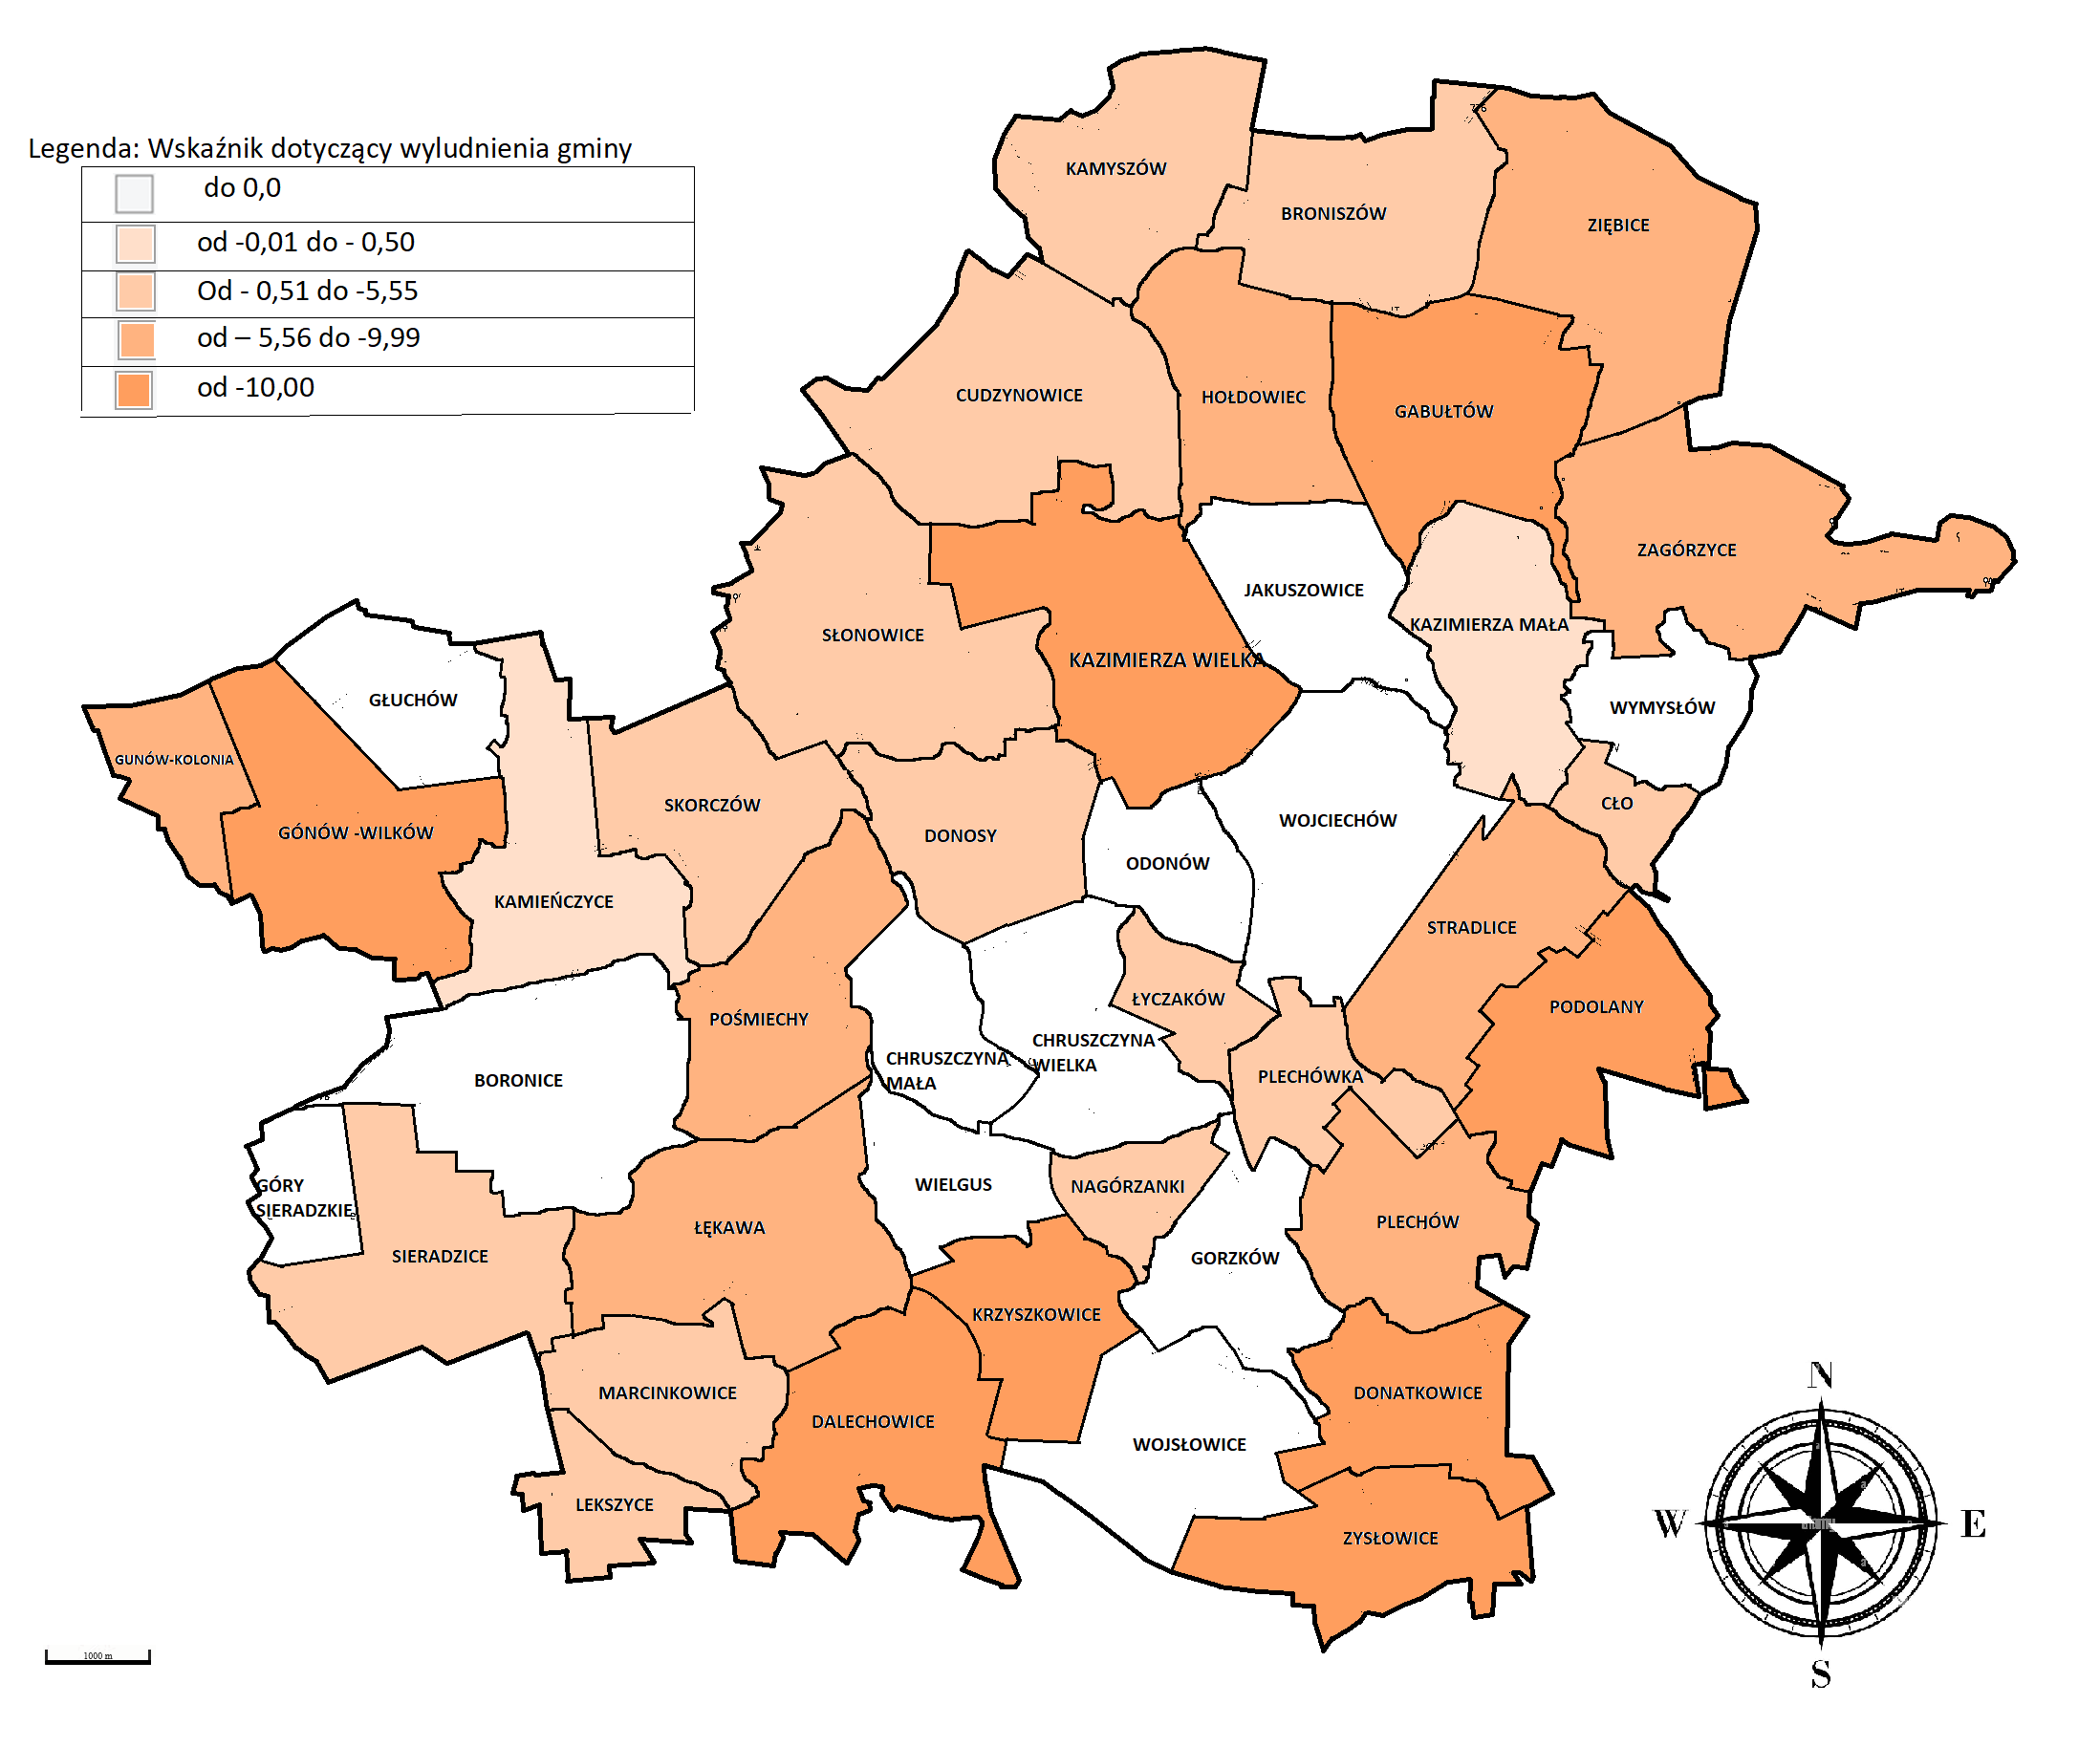 Legenda: Wskaźnik dotyczący wyludnienia gminy
do 0,0
od -0,01 do - 0,50
Od - 0,51 do -5,55
od – 5,56 do -9,99
od -10,00
KAMYSZÓW
BRONISZÓW
ZIĘBICE
CUDZYNOWICE
HOŁDOWIEC
GABUŁTÓW
ZAGÓRZYCE
JAKUSZOWICE
KAZIMIERZA MAŁA
SŁONOWICE
KAZIMIERZA WIELKA
GŁUCHÓW
WYMYSŁÓW
GUNÓW-KOLONIA
SKORCZÓW
CŁO
GÓNÓW -WILKÓW
DONOSY
WOJCIECHÓW
ODONÓW
KAMIEŃCZYCE
STRADLICE
ŁYCZAKÓW
PODOLANY
POŚMIECHY
CHRUSZCZYNA
WIELKA
CHRUSZCZYNA
MAŁA
BORONICE
PLECHÓWKA
GÓRY
SIERADZKIE
WIELGUS
NAGÓRZANKI
ŁĘKAWA
PLECHÓW
SIERADZICE
GORZKÓW
KRZYSZKOWICE
MARCINKOWICE
DONATKOWICE
DALECHOWICE
WOJSŁOWICE
LEKSZYCE
ZYSŁOWICE
N
W
E
S
1000 m